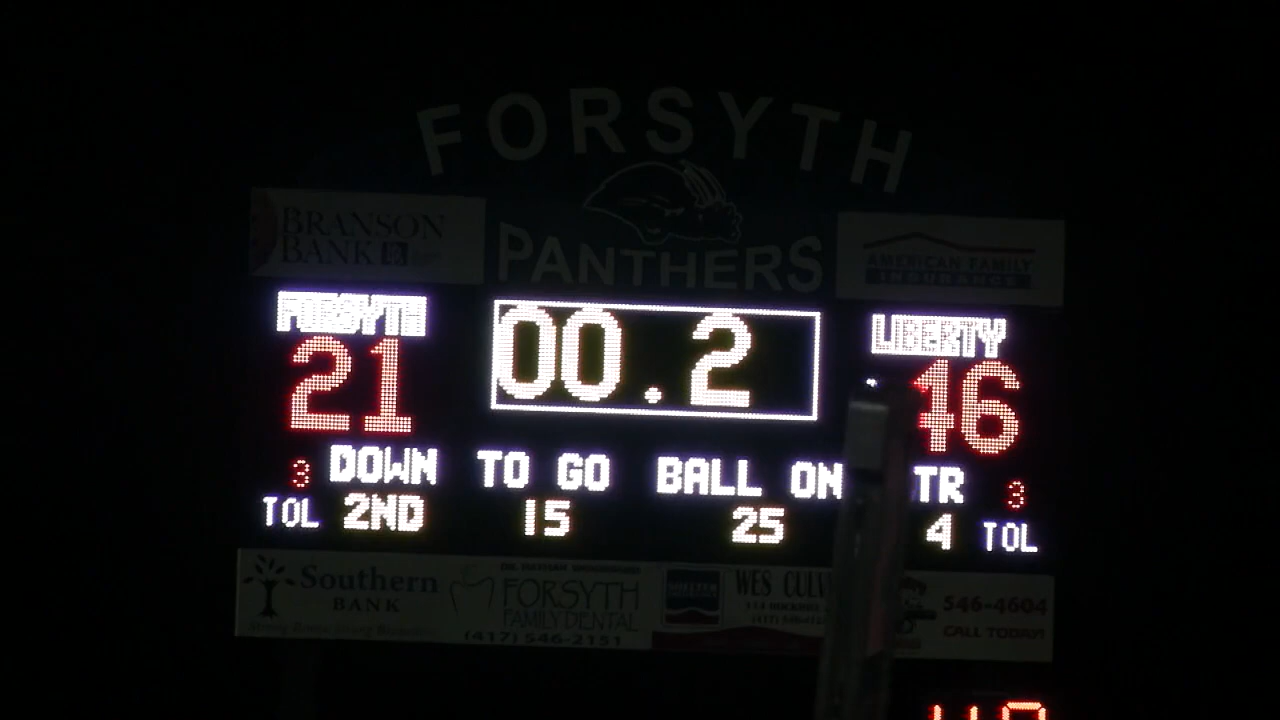 FORSYTH
PANTHERS
BRANSON
BANK
AMERICAN FAMILY
INSURANCE
FORSYTH
00.2
LIBERTY
21
46
3 DOWN TO GO BALL ON TR 3
TOL 2ND 15 25 4 TOL
Southern
BANK
FORSYTH
FAMILY DENTAL
(417) 546-2151
WES CULV
546-4604
CALL TODAY!